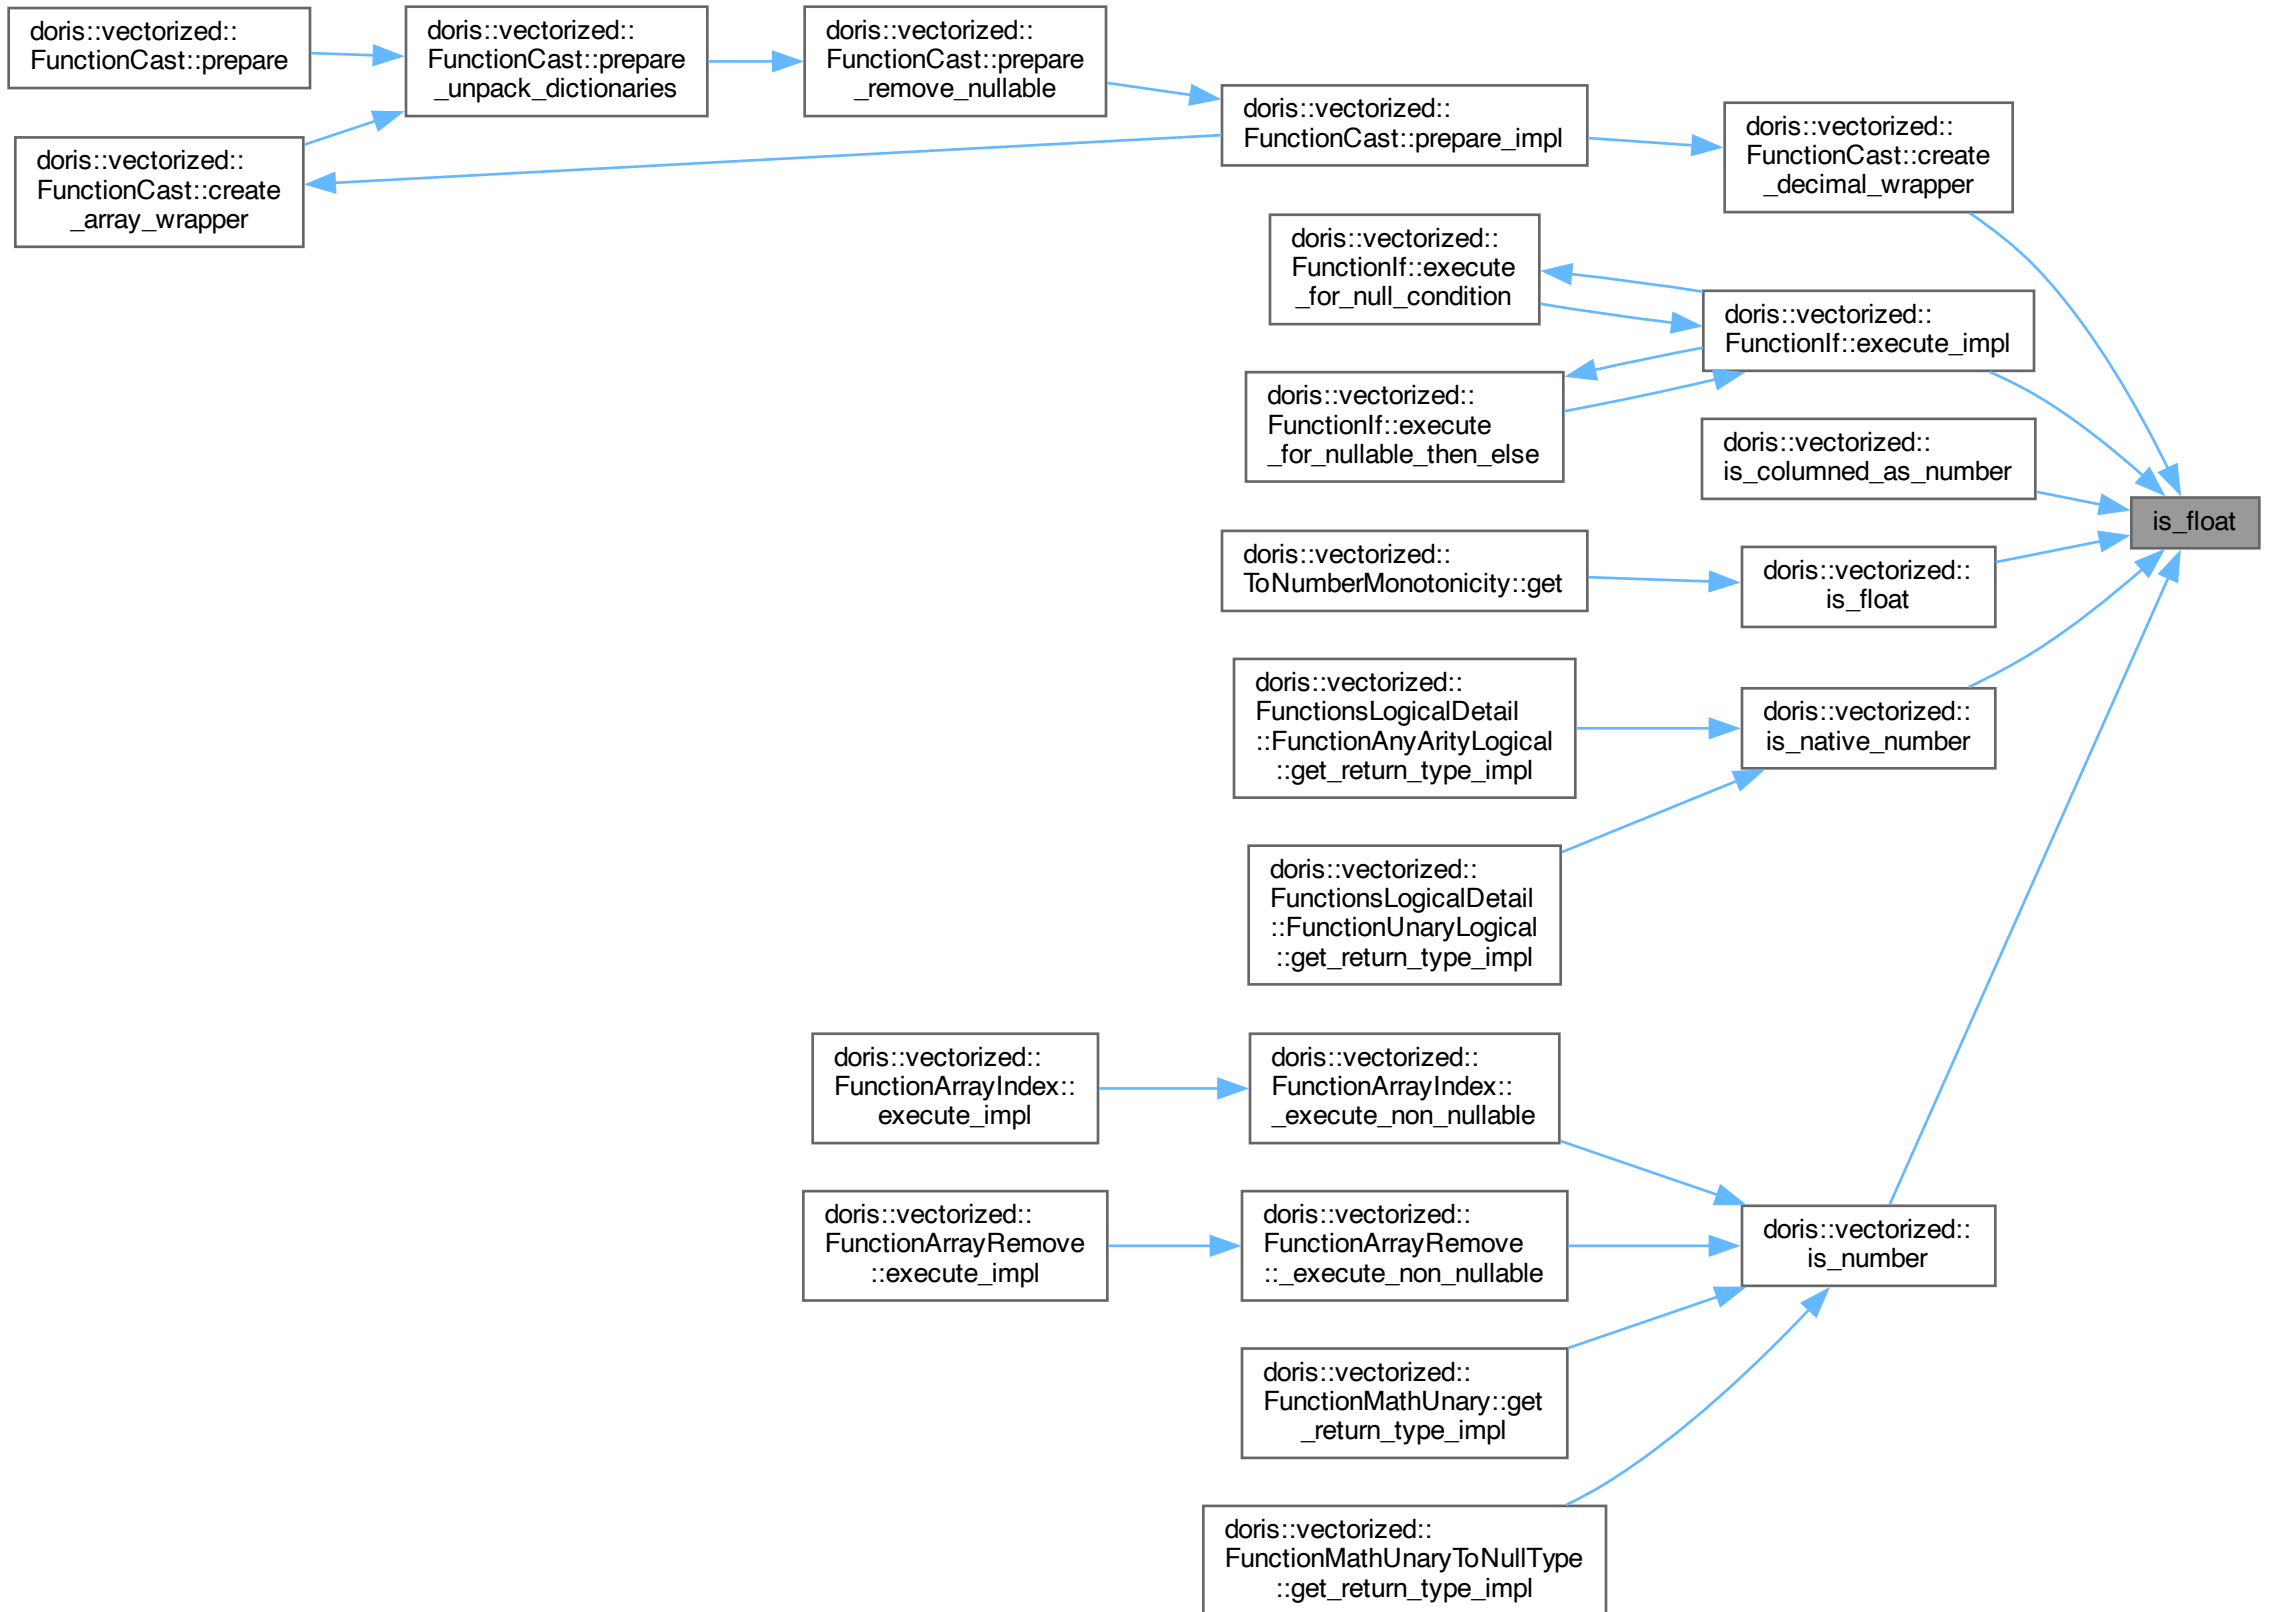 doris::vectorized::
FunctionCast::prepare
doris::vectorized::
FunctionCast::prepare
_unpack_dictionaries
doris::vectorized::
FunctionCast::prepare
_remove_nullable
doris::vectorized::
FunctionCast::prepare_impl
doris::vectorized::
FunctionCast::create
_decimal_wrapper
doris::vectorized::
FunctionCast::create
_array_wrapper
doris::vectorized::
FunctionIf::execute
_for_null_condition
doris::vectorized::
FunctionIf::execute_impl
doris::vectorized::
FunctionIf::execute
_for_nullable_then_else
doris::vectorized::
is_columned_as_number
is_float
doris::vectorized::
ToNumberMonotonicity::get
doris::vectorized::
is_float
doris::vectorized::
FunctionsLogicalDetail
::FunctionAnyArityLogical
::get_return_type_impl
doris::vectorized::
is_native_number
doris::vectorized::
FunctionsLogicalDetail
::FunctionUnaryLogical
::get_return_type_impl
doris::vectorized::
FunctionArrayIndex::
execute_impl
doris::vectorized::
FunctionArrayIndex::
_execute_non_nullable
doris::vectorized::
FunctionArrayRemove
::execute_impl
doris::vectorized::
FunctionArrayRemove
::_execute_non_nullable
doris::vectorized::
is_number
doris::vectorized::
FunctionMathUnary::get
_return_type_impl
doris::vectorized::
FunctionMathUnaryToNullType
::get_return_type_impl